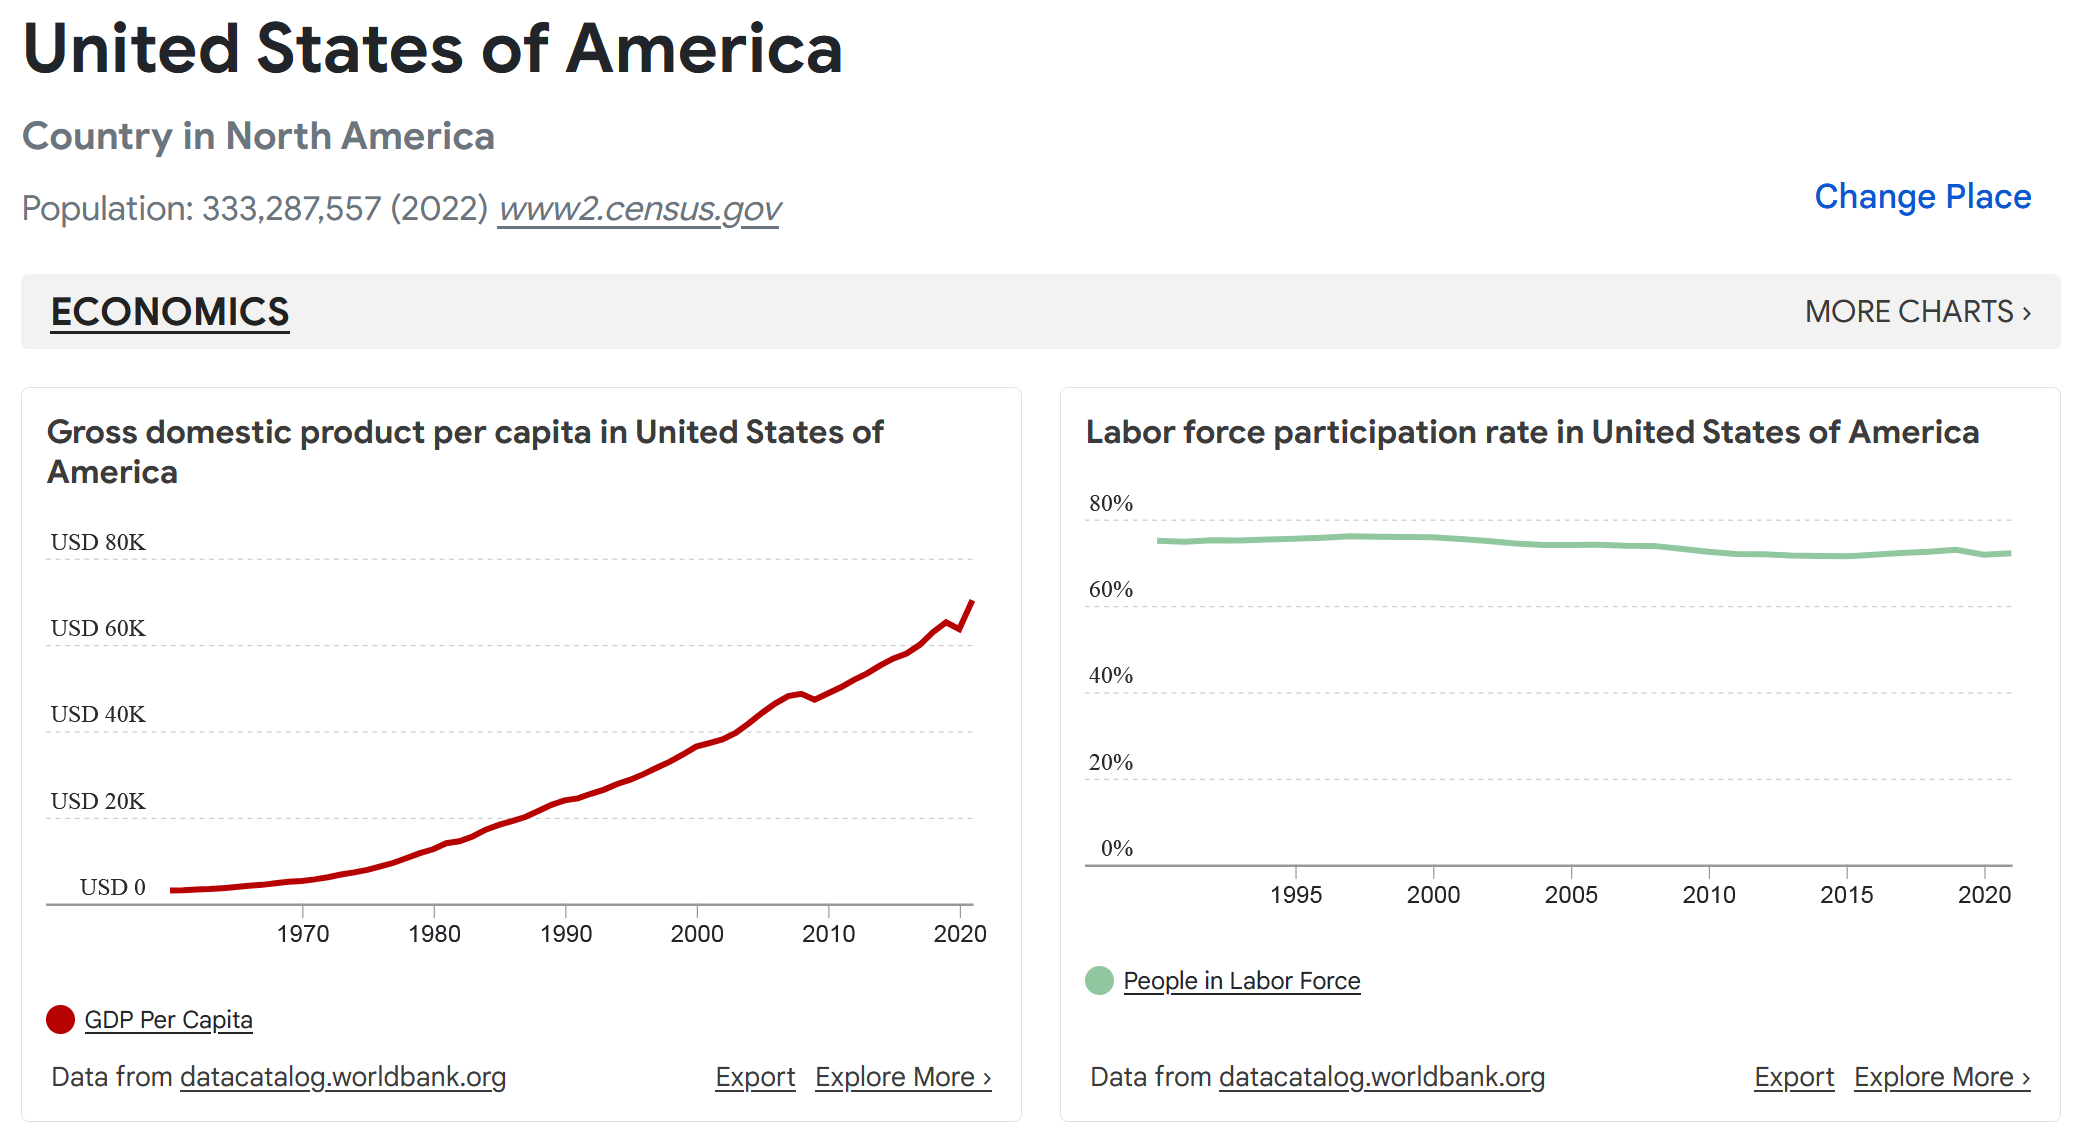 United States of America
Country in North America
Population: 333,287,557 (2022) www2.census.gov
Change Place
ECONOMICS
MORE CHARTS ›
Gross domestic product per capita in United States of
America
USD 80K
USD 60K
USD 40K
USD 20K
USD 0
1970 1980 1990 2000 2010 2020
GDP Per Capita
Data from datacatalog.worldbank.org
Export Explore More ›
Labor force participation rate in United States of America
80%
60%
40%
20%
0%
1995 2000 2005 2010 2015 2020
People in Labor Force
Data from datacatalog.worldbank.org
Export Explore More ›